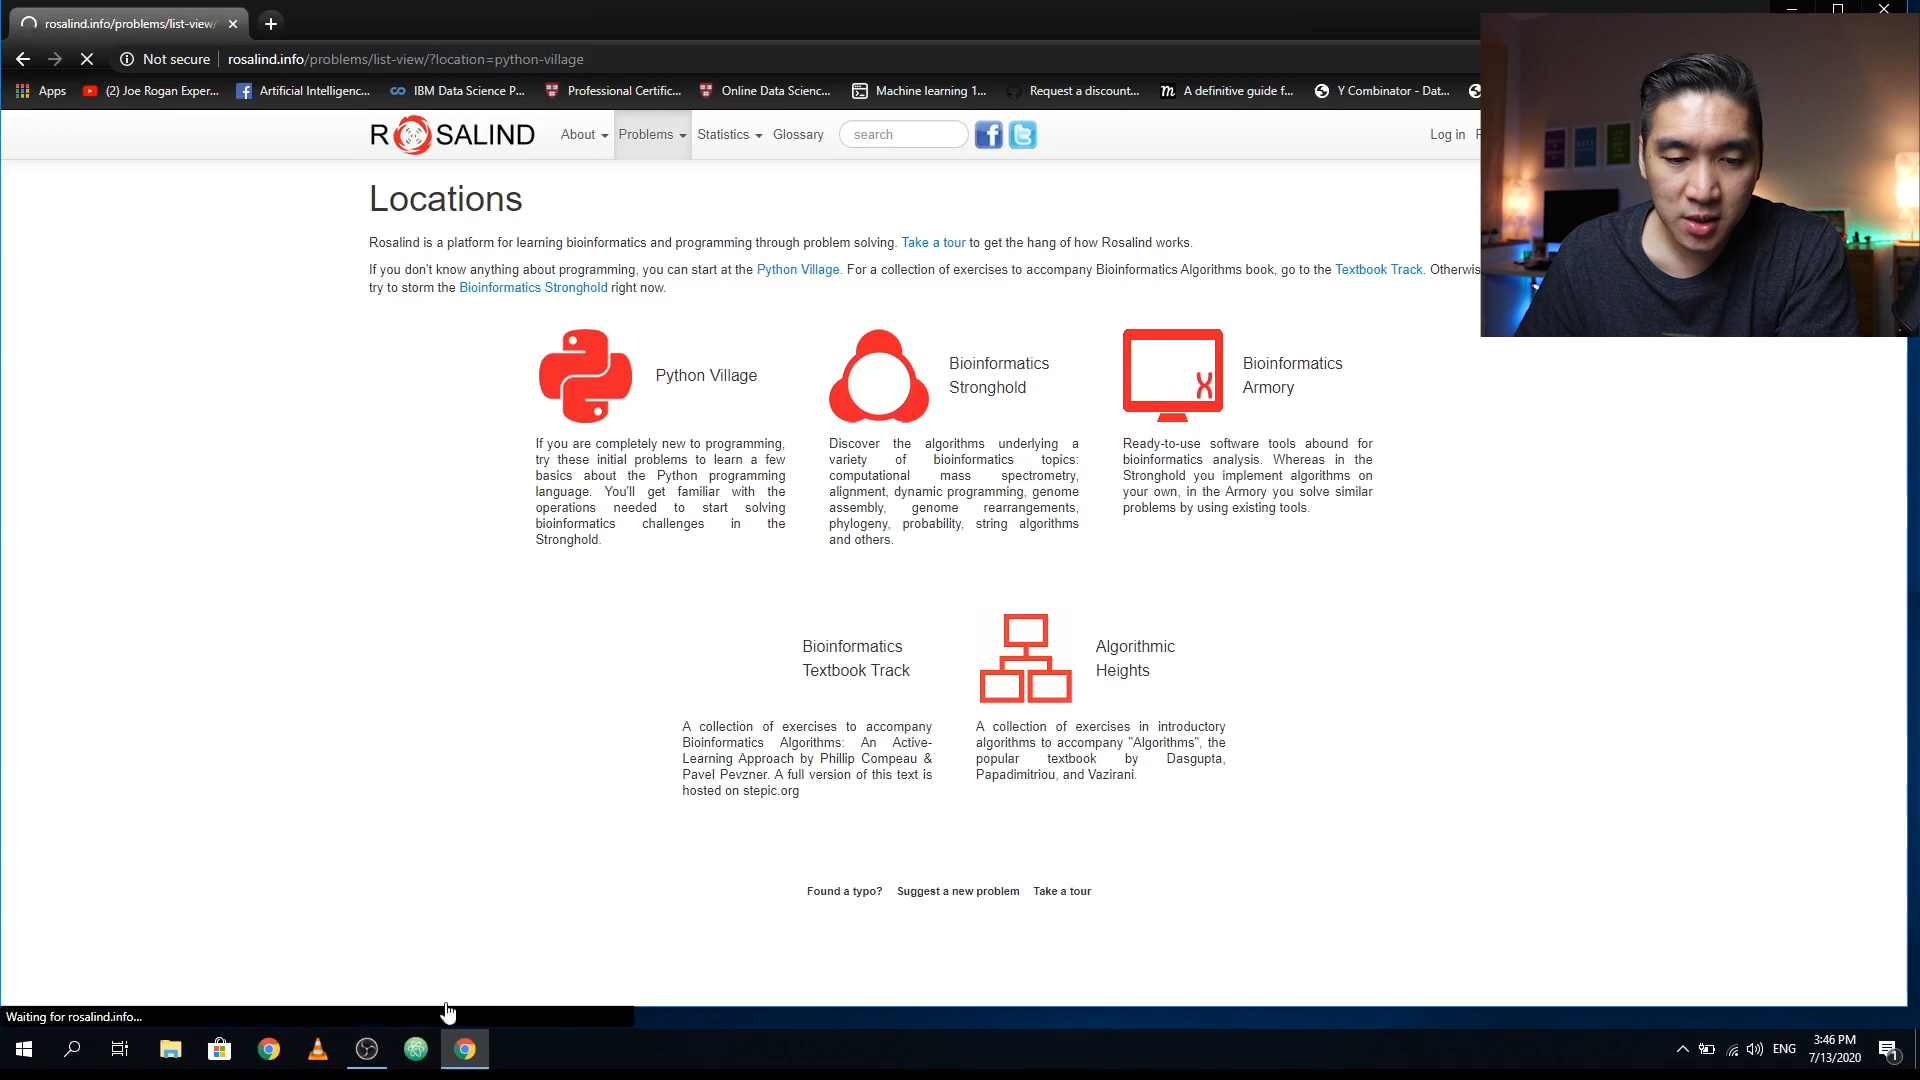 rosalind.info/problems/list-view/
Not secure rosalind.info/problems/list-view/?location=python-village
Apps (2) Joe Rogan Exper... Artificial Intelligenc... IBM Data Science P... Professional Certific... Online Data Scienc... Machine learning 1... Request a discount... A definitive guide f... Y Combinator - Dat...
ROSALIND About Problems Statistics Glossary search Log in
Locations
Rosalind is a platform for learning bioinformatics and programming through problem solving. Take a tour to get the hang of how Rosalind works.
If you don't know anything about programming, you can start at the Python Village. For a collection of exercises to accompany Bioinformatics Algorithms book, go to the Textbook Track. Otherwis
try to storm the Bioinformatics Stronghold right now.
Python Village
If you are completely new to programming,
try these initial problems to learn a few
basics about the Python programming
language. You'll get familiar with the
operations needed to start solving
bioinformatics challenges in the
Stronghold.
Bioinformatics
Stronghold
Discover the algorithms underlying a
variety of bioinformatics topics:
computational mass spectrometry,
alignment, dynamic programming, genome
assembly, genome rearrangements,
phylogeny, probability, string algorithms
and others.
Bioinformatics
Armory
Ready-to-use software tools abound for
bioinformatics analysis. Whereas in the
Stronghold you implement algorithms on
your own, in the Armory you solve similar
problems by using existing tools.
Bioinformatics
Textbook Track
A collection of exercises to accompany
Bioinformatics Algorithms: An Active-
Learning Approach by Phillip Compeau &
Pavel Pevzner. A full version of this text is
hosted on stepic.org
Algorithmic
Heights
A collection of exercises in introductory
algorithms to accompany "Algorithms", the
popular textbook by Dasgupta,
Papadimitriou, and Vazirani.
Found a typo? Suggest a new problem Take a tour
Waiting for rosalind.info...
ENG 3:46 PM
7/13/2020
1